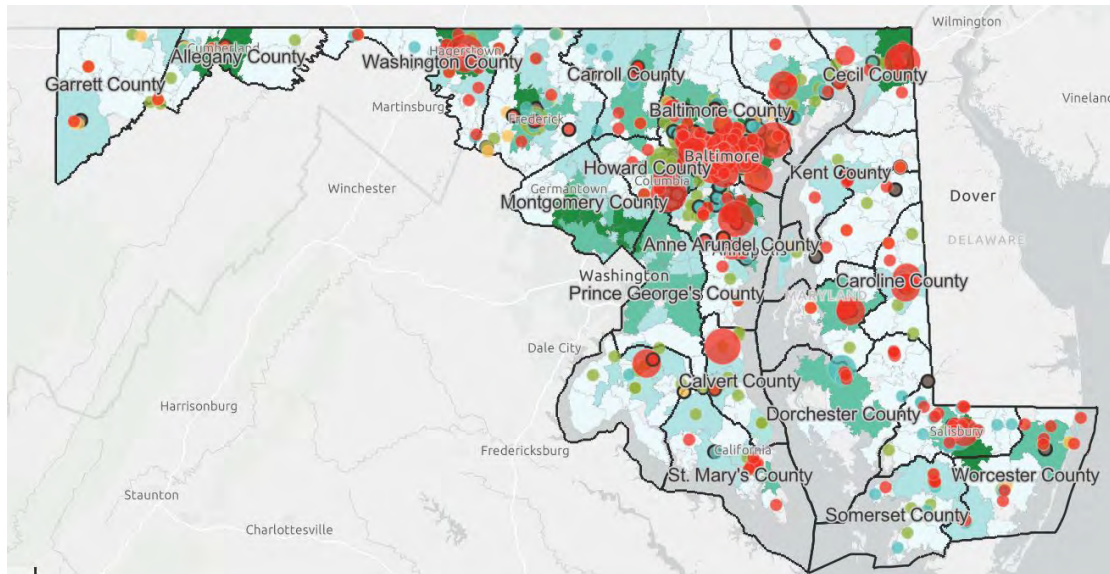 Wilmington
Cumberland
Allegany County
Garrett County
Hagerstown
Washington County
Carroll County
Cecil County
Vineland
Martinsburg
Frederick
Baltimore County
Baltimore
Howard County
Columbia
Kent County
Winchester
Germantown
Montgomery County
Dover
DELAWARE
Anne Arundel County
Annapolis
Washington
Prince George's County
Caroline County
MARYLAND
Dale City
Calvert County
Harrisonburg
Dorchester County
Fredericksburg
California
Salisbury
St. Mary's County
Worcester County
Staunton
Somerset County
Charlottesville